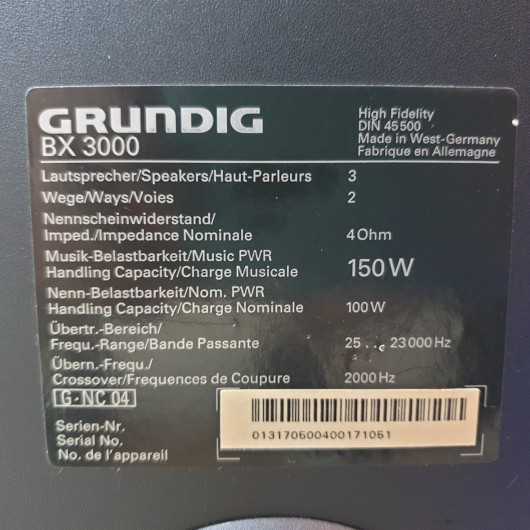 GRUNDIG
BX 3000
High Fidelity
DIN 45500
Made in West-Germany
Fabrique en Allemagne
Lautsprecher/Speakers/Haut-Parleurs 3
Wege/Ways/Voies 2
Nennscheinwiderstand/
Imped./Impedance Nominale 4 Ohm
Musik-Belastbarkeit/Music PWR
Handling Capacity/Charge Musicale 150 W
Nenn-Belastbarkeit/Nom. PWR
Handling Capacity/Charge Nominale 100 W
Übertr.-Bereich/
Frequ.-Range/Bande Passante 25 . . . 23 000 Hz
Übern.-Frequ./
Crossover/Frequences de Coupure 2000 Hz
G-NC 04
Serien-Nr.
Serial No.
No. de l'appareil
013170500400171051